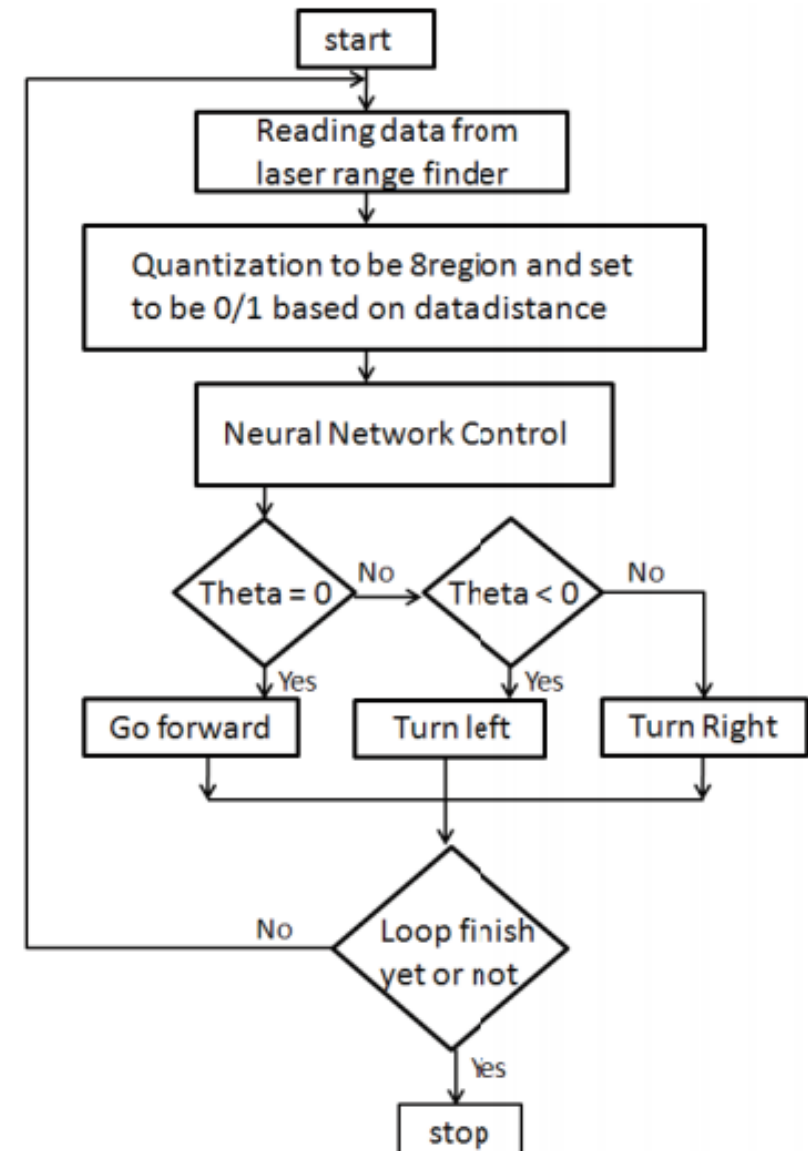 start
Reading data from
laser range finder
Quantization to be 8region and set
to be 0/1 based on datadistance
Neural Network Control
Theta = 0
No
Theta < 0
No
Yes
Yes
Go forward
Turn left
Turn Right
Loop finish
yet or not
No
Yes
stop